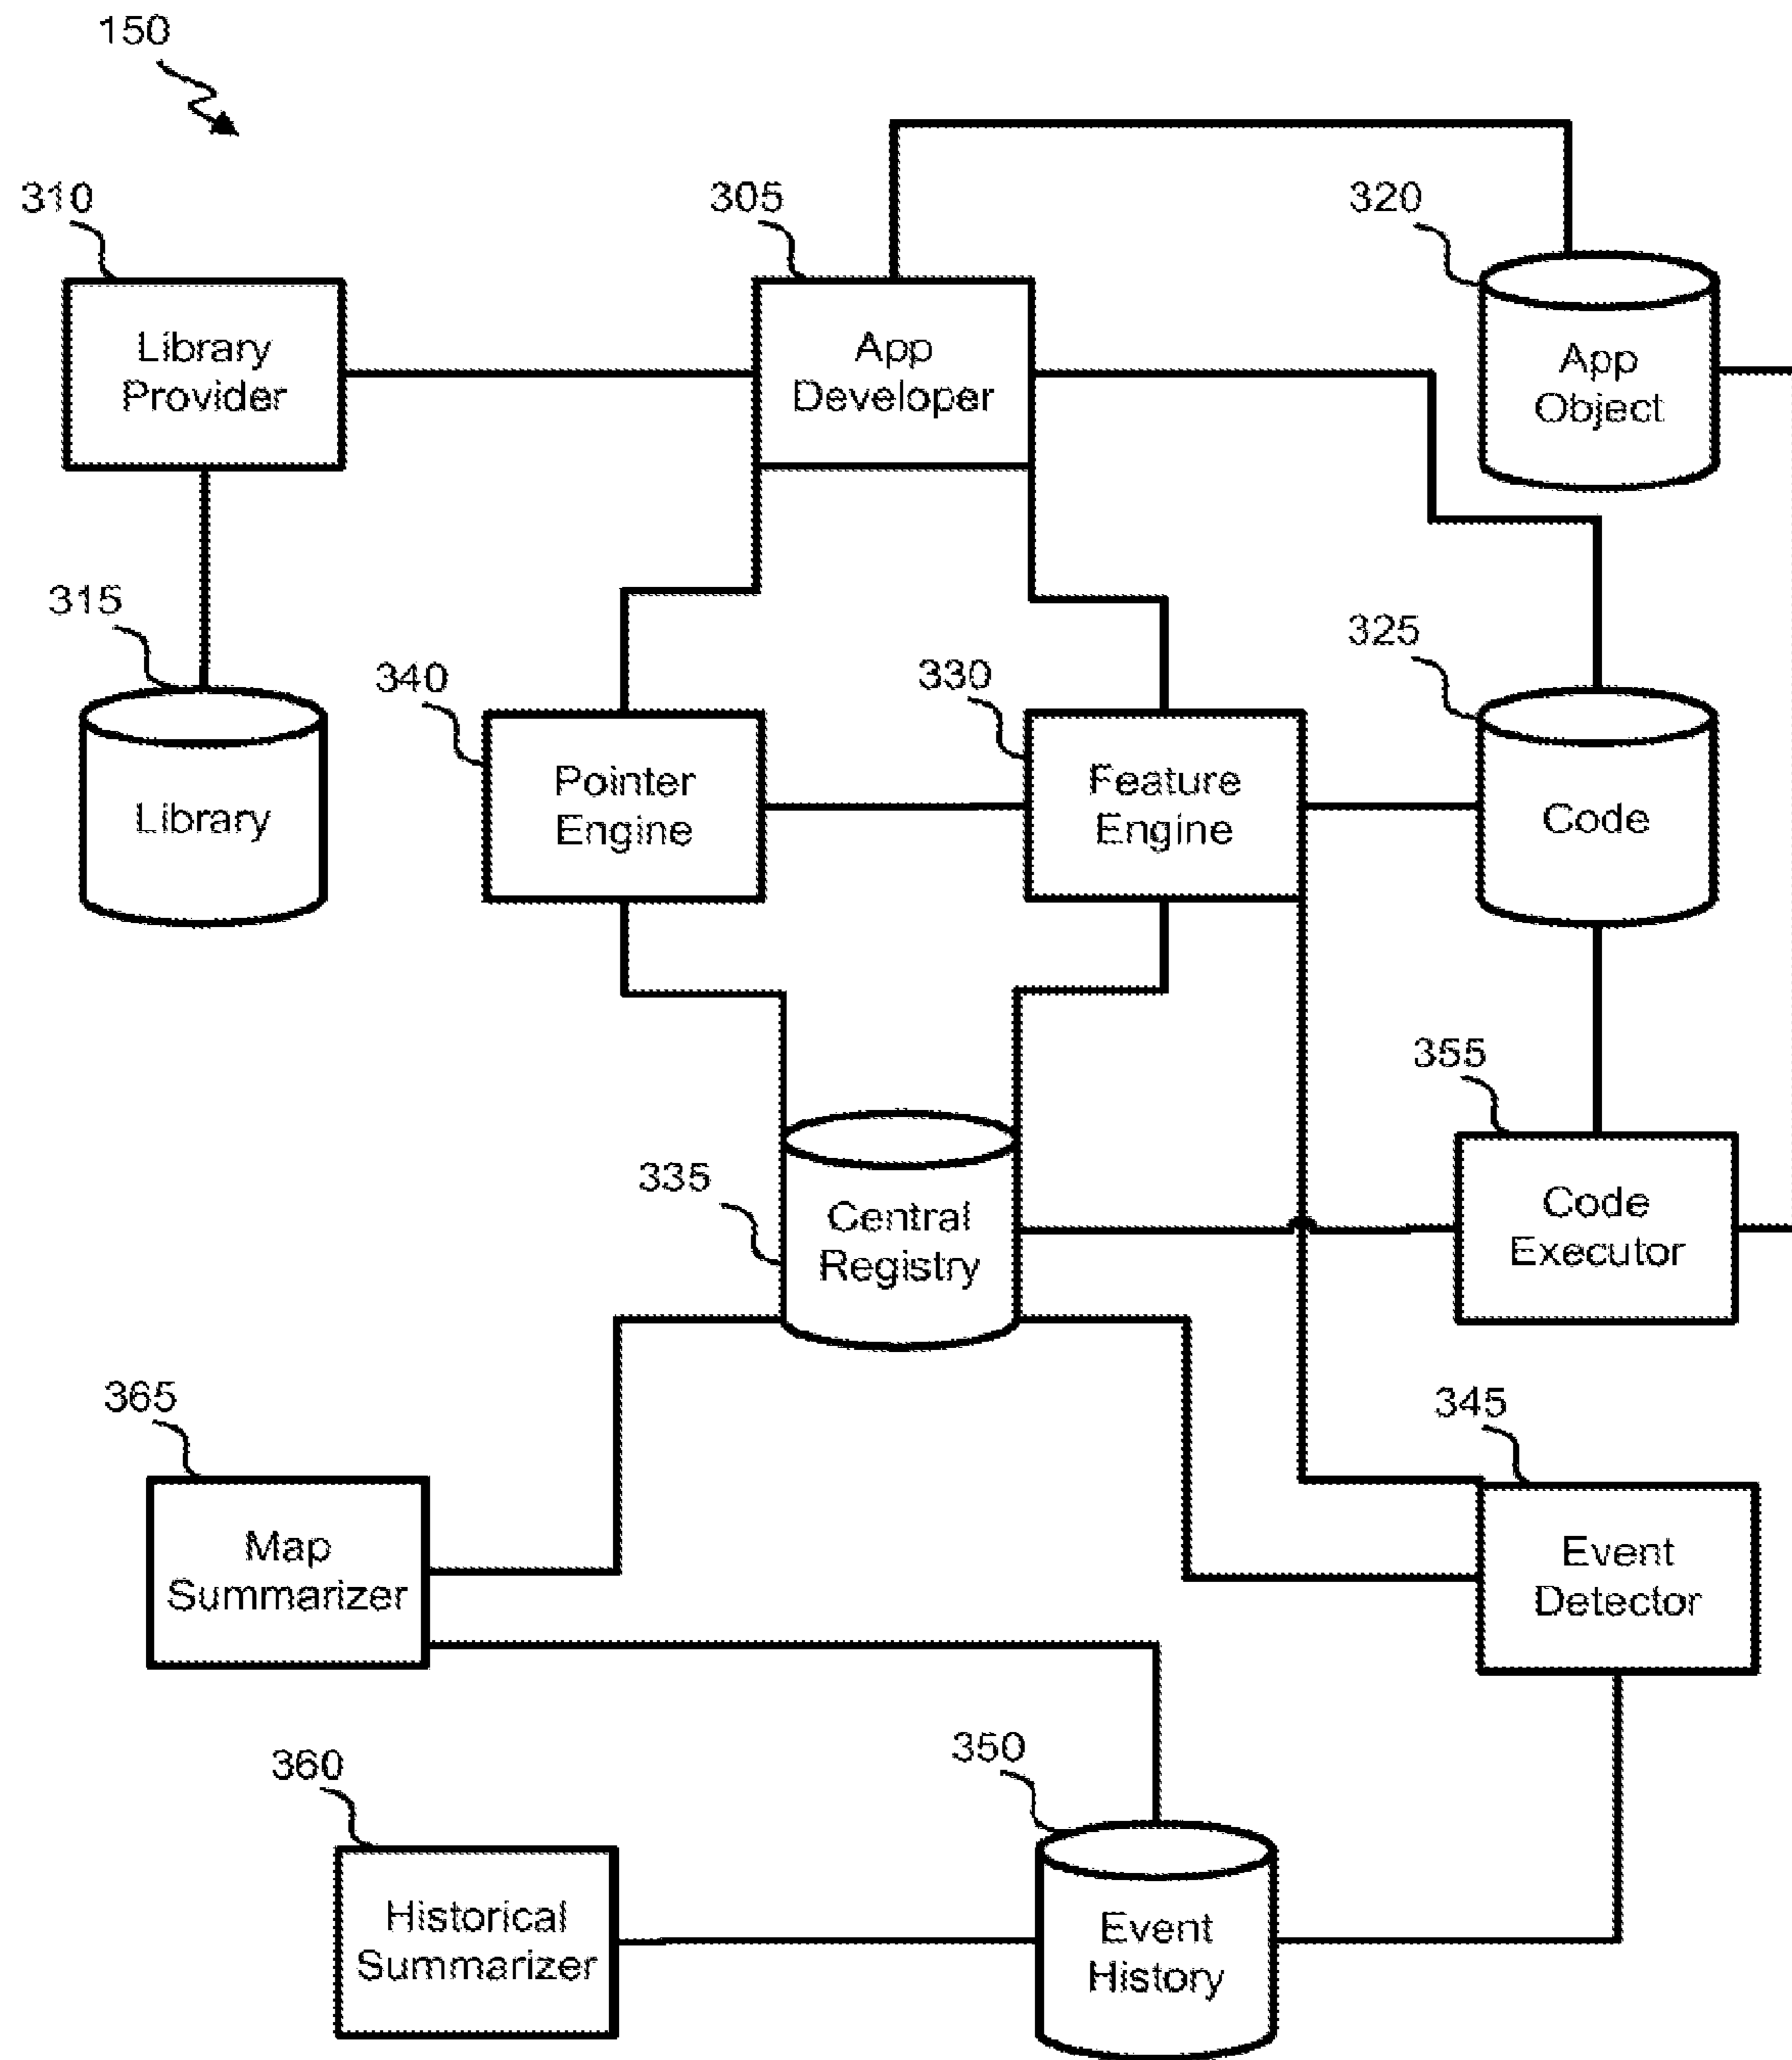 150
310
305
320
Library
Provider
App
Developer
App
Object
315
340
330
325
Library
Pointer
Engine
Feature
Engine
Code
355
335
Central
Registry
Code
Executor
365
345
Map
Summarizer
Event
Detector
360
350
Historical
Summarizer
Event
History